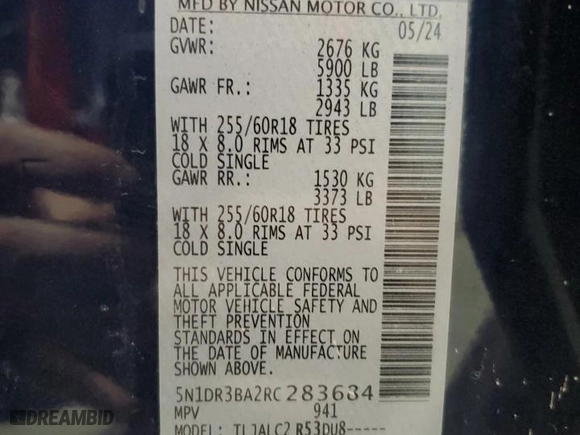 MFD BY NISSAN MOTOR CO., LTD.
DATE: 05/24
GVWR: 2676 KG
5900 LB
GAWR FR.: 1335 KG
2943 LB
WITH 255/60R18 TIRES
18 X 8.0 RIMS AT 33 PSI
COLD SINGLE
GAWR RR.: 1530 KG
3373 LB
WITH 255/60R18 TIRES
18 X 8.0 RIMS AT 33 PSI
COLD SINGLE
THIS VEHICLE CONFORMS TO
ALL APPLICABLE FEDERAL
MOTOR VEHICLE SAFETY AND
THEFT PREVENTION
STANDARDS IN EFFECT ON
THE DATE OF MANUFACTURE
SHOWN ABOVE.
5N1DR3BA2RC283684
MPV 941
MODEL: TLJALC2 R53DU8-----
DREAMBID